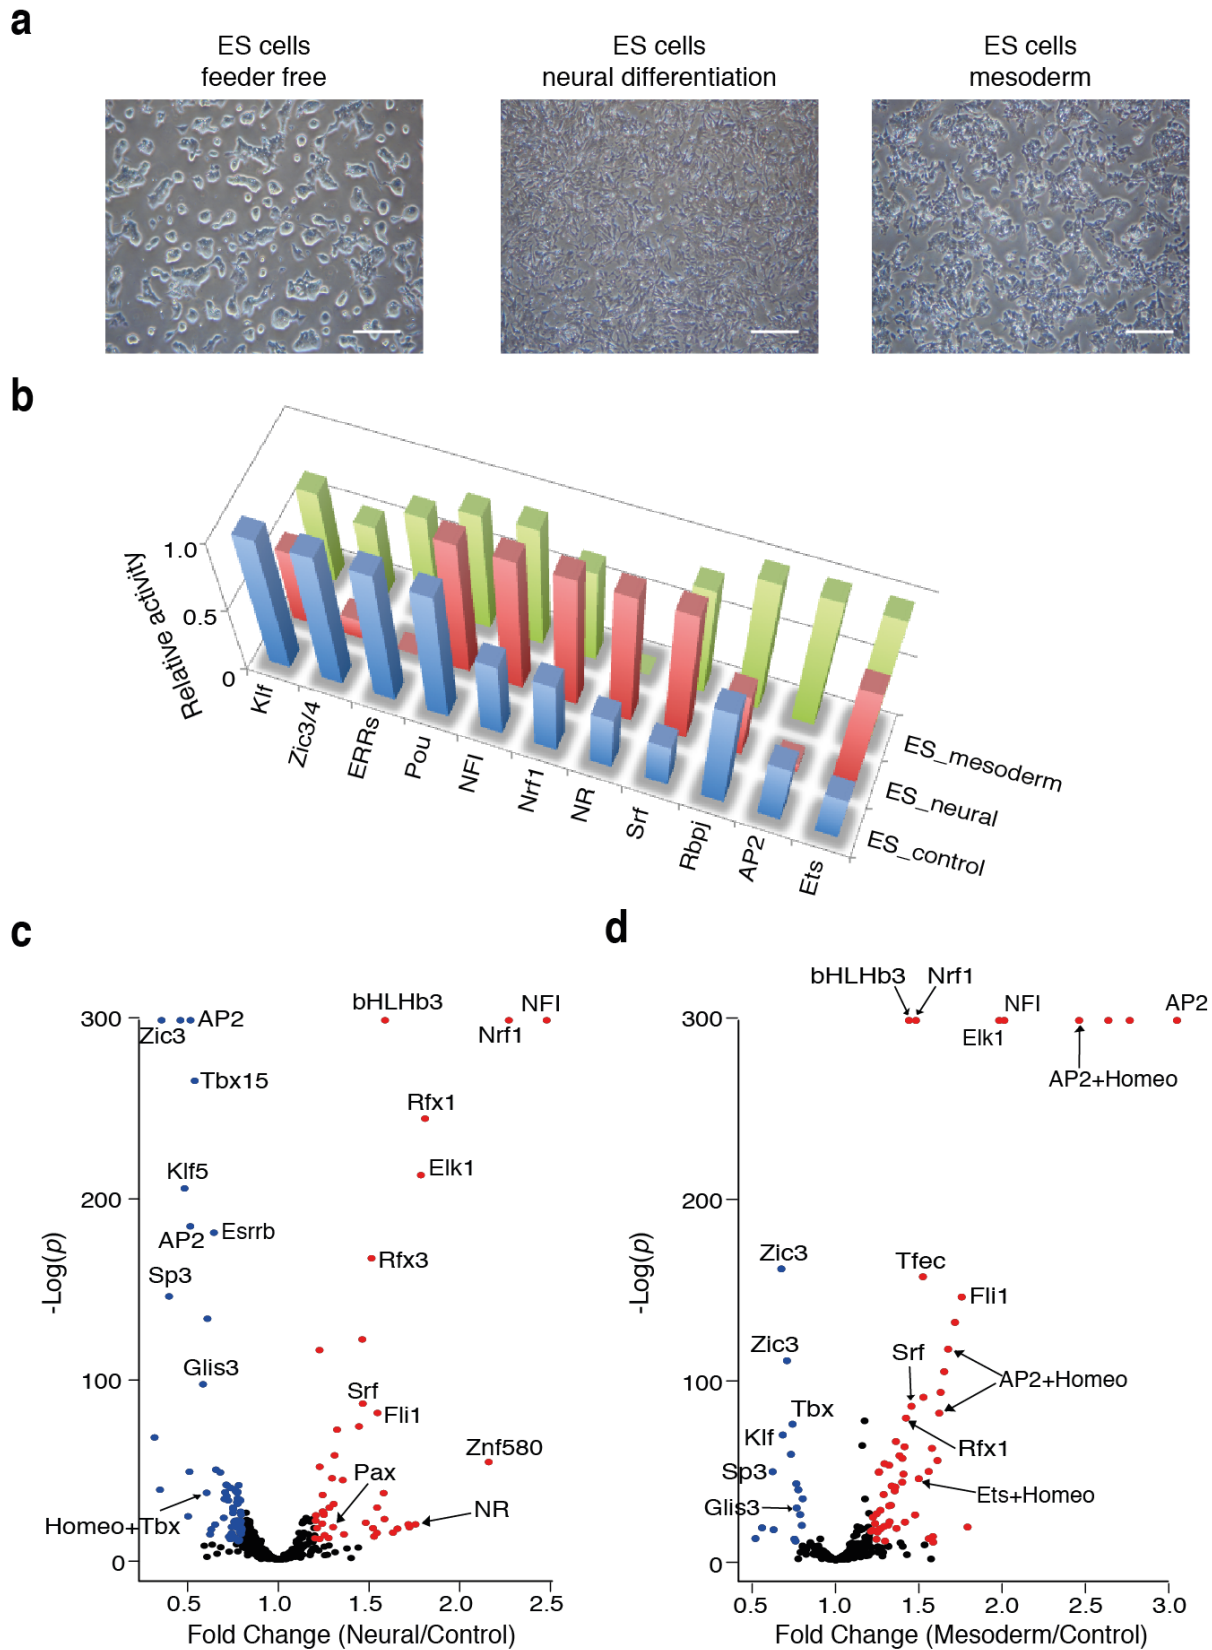 a
ES cells
feeder free
ES cells
neural differentiation
ES cells
mesoderm
b
Relative activity
1.0
0.5
0
Klf
Zic3/4
ERRs
Pou
NFI
Nrf1
NR
Srf
Rbpj
AP2
Ets
ES_mesoderm
ES_neural
ES_control
c
-Log(p)
300
200
100
0
Zic3
AP2
bHLHb3
NFI
Nrf1
Tbx15
Rfx1
Klf5
Elk1
AP2
Esrrb
Rfx3
Sp3
Glis3
Srf
Fli1
Znf580
Pax
NR
Homeo+Tbx
0.5
1.0
1.5
2.0
2.5
Fold Change (Neural/Control)
d
-Log(p)
300
200
100
0
bHLHb3
Nrf1
NFI
AP2
Elk1
AP2+Homeo
Zic3
Tfec
Fli1
Zic3
Srf
AP2+Homeo
Tbx
Klf
Rfx1
Sp3
Ets+Homeo
Glis3
0.5
1.0
1.5
2.0
2.5
3.0
Fold Change (Mesoderm/Control)